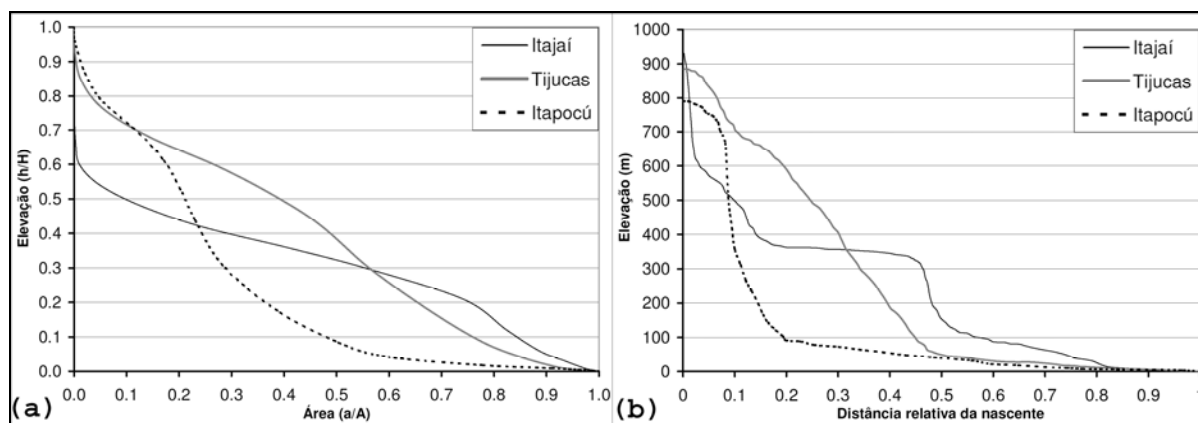 1.0
0.9
0.8
0.7
0.6
0.5
0.4
0.3
0.2
0.1
0.0
Elevação (h/H)
0.0 0.1 0.2 0.3 0.4 0.5 0.6 0.7 0.8 0.9 1.0
Área (a/A)
Itajaí
Tijucas
Itapocú
(a)
1000
900
800
700
600
500
400
300
200
100
0
Elevação (m)
0 0.1 0.2 0.3 0.4 0.5 0.6 0.7 0.8 0.9
Distância relativa da nascente
Itajaí
Tijucas
Itapocú
(b)